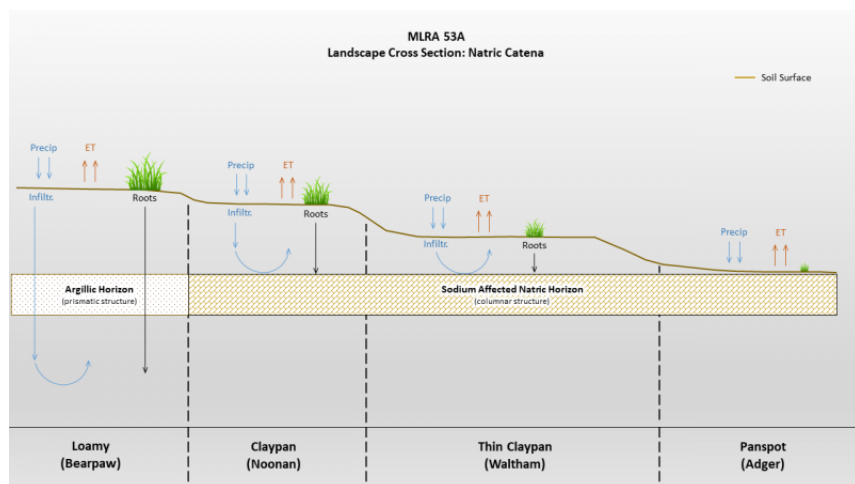 MLRA 53A
Landscape Cross Section: Natric Catena
Soil Surface
Precip
ET
Infiltr.
Roots
Precip
ET
Infiltr.
Roots
Precip
ET
Infiltr.
Roots
Precip
ET
Argillic Horizon
(prismatic structure)
Sodium Affected Natric Horizon
(columnar structure)
Loamy
(Bearpaw)
Claypan
(Noonan)
Thin Claypan
(Waltham)
Panspot
(Adger)